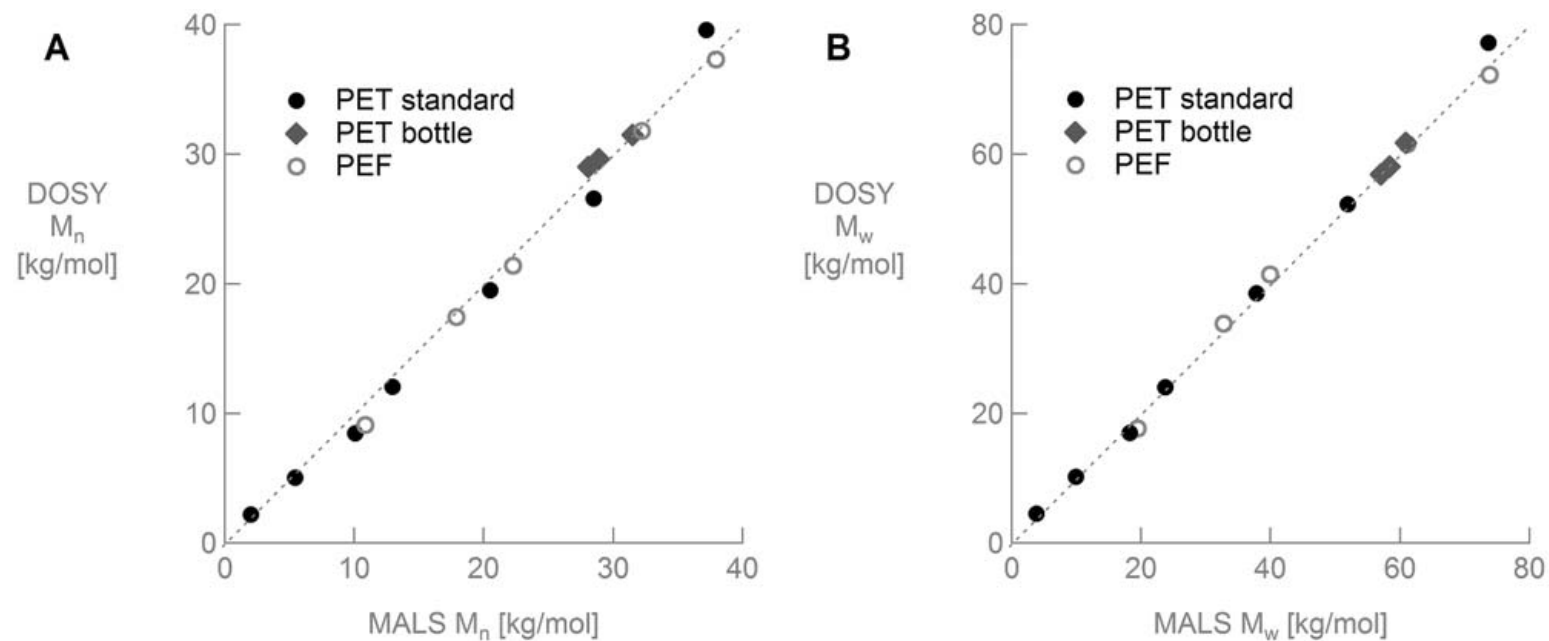 A
40
30
20
10
0
DOSY
Mn
[kg/mol]
PET standard
PET bottle
PEF
0 10 20 30 40
MALS Mn [kg/mol]
B
80
60
40
20
0
DOSY
Mw
[kg/mol]
PET standard
PET bottle
PEF
0 20 40 60 80
MALS Mw [kg/mol]